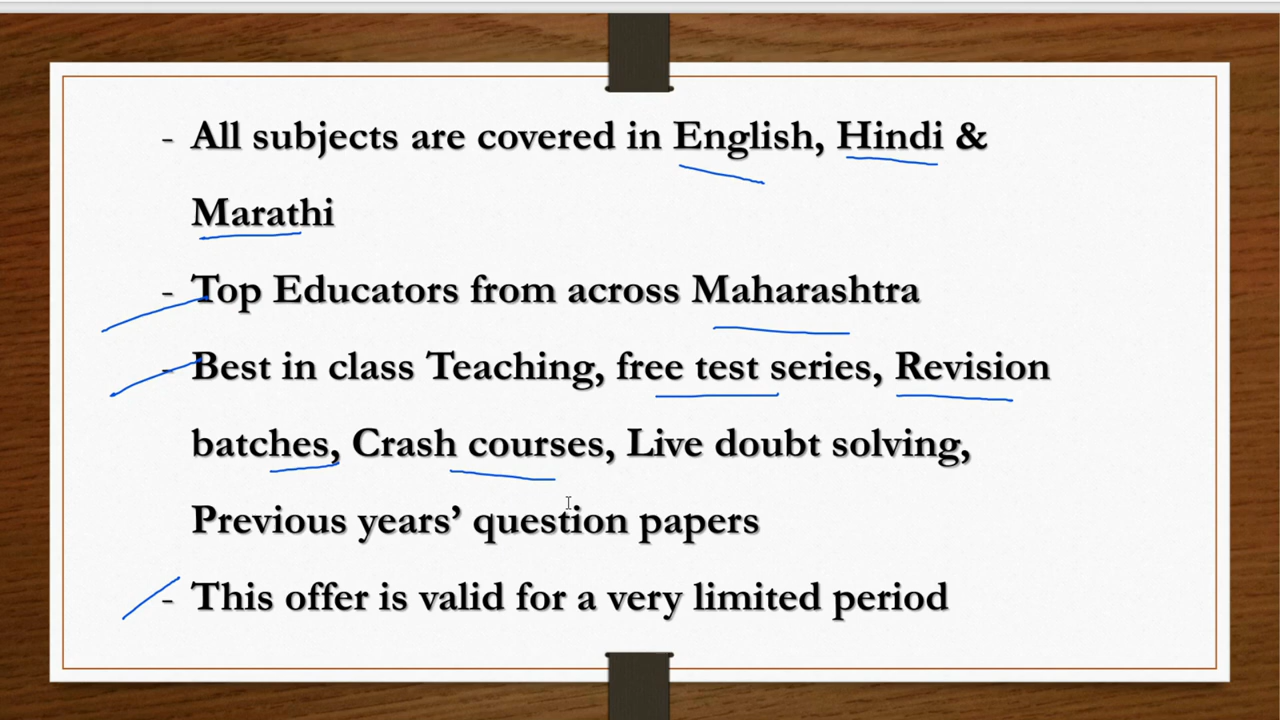 - All subjects are covered in English, Hindi &
Marathi
- Top Educators from across Maharashtra
- Best in class Teaching, free test series, Revision
batches, Crash courses, Live doubt solving,
Previous years’ question papers
- This offer is valid for a very limited period